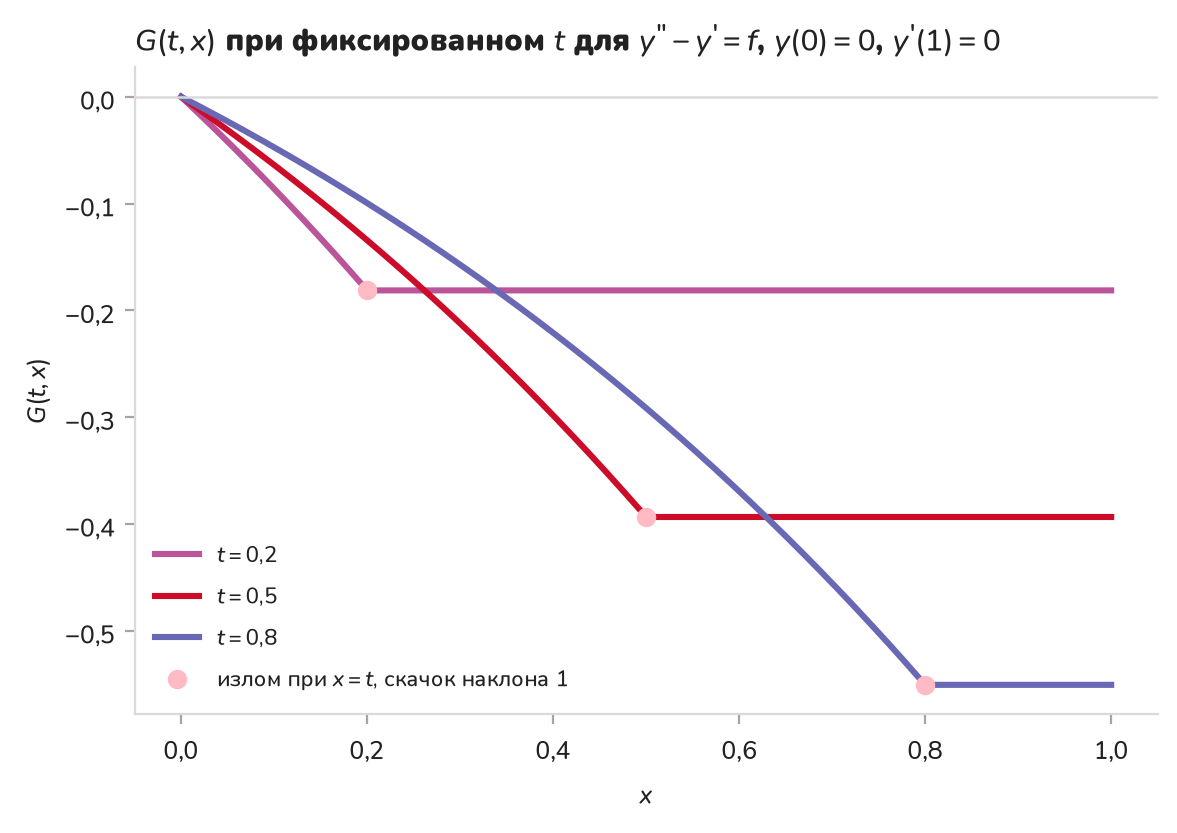 G(t, x) при фиксированном t для y'' − y' = f, y(0) = 0, y'(1) = 0
G(t, x)
0,0
−0,1
−0,2
−0,3
−0,4
−0,5
t = 0,2
t = 0,5
t = 0,8
излом при x = t, скачок наклона 1
0,0 0,2 0,4 0,6 0,8 1,0
x